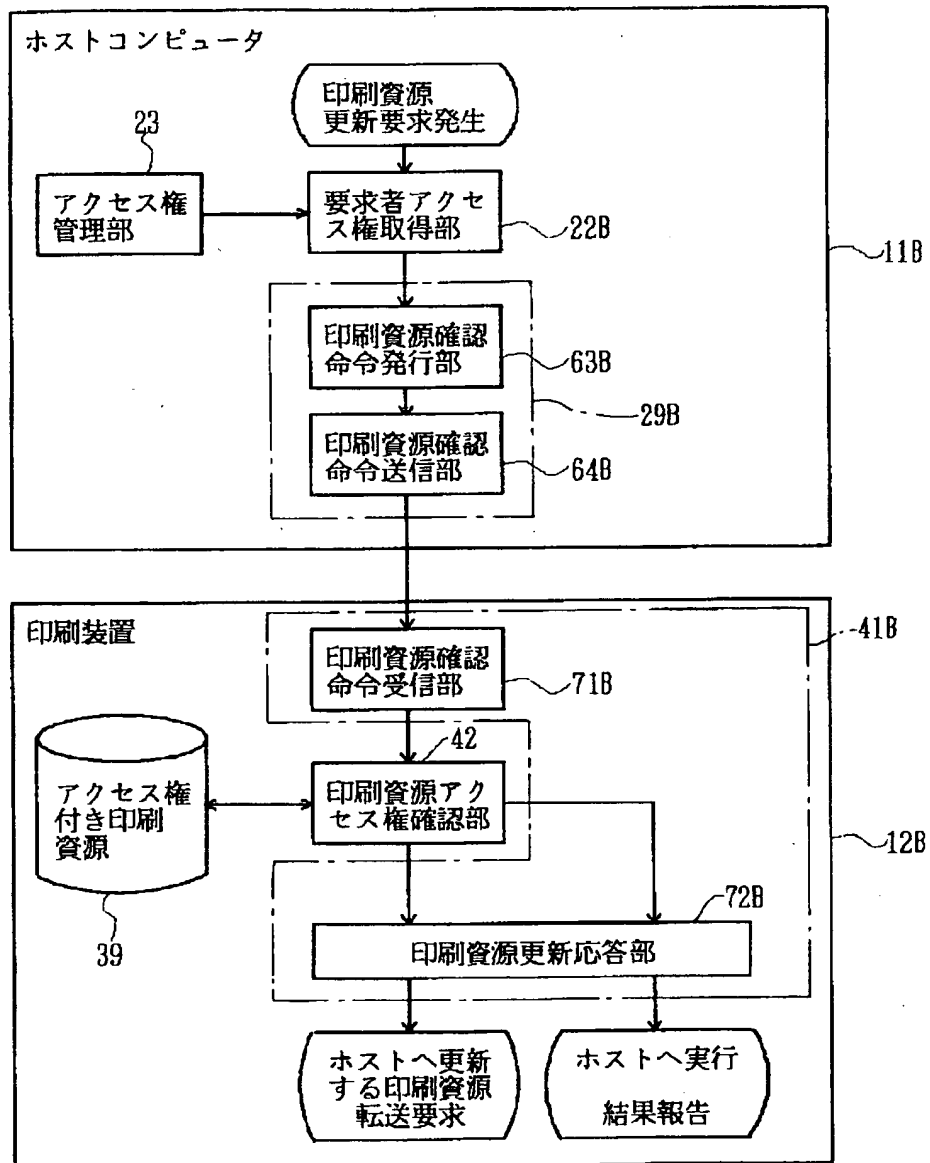 ホストコンピュータ
印刷資源
更新要求発生
23
アクセス権
管理部
要求者アクセ
ス権取得部
22B
11B
印刷資源確認
命令発行部
63B
29B
印刷資源確認
命令送信部
64B
印刷装置
41B
印刷資源確認
命令受信部
71B
42
アクセス権
付き印刷
資源
印刷資源アク
セス権確認部
12B
39
72B
印刷資源更新応答部
ホストへ更新
する印刷資源
転送要求
ホストへ実行
結果報告